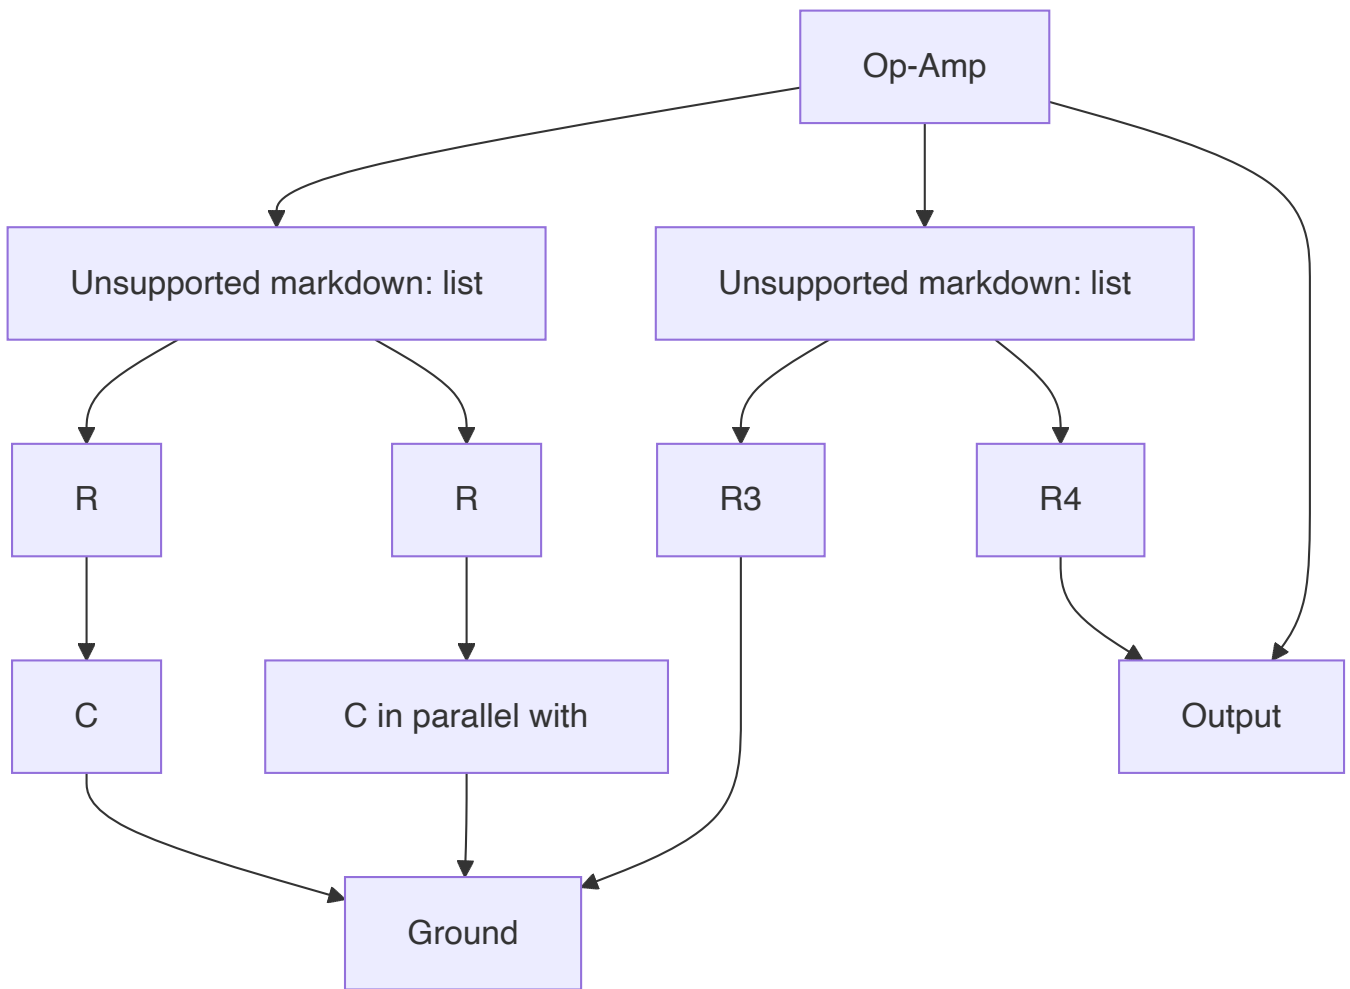 Op-Amp
Unsupported markdown: list
Unsupported markdown: list
R
R
R3
R4
C
C in parallel with
Output
Ground